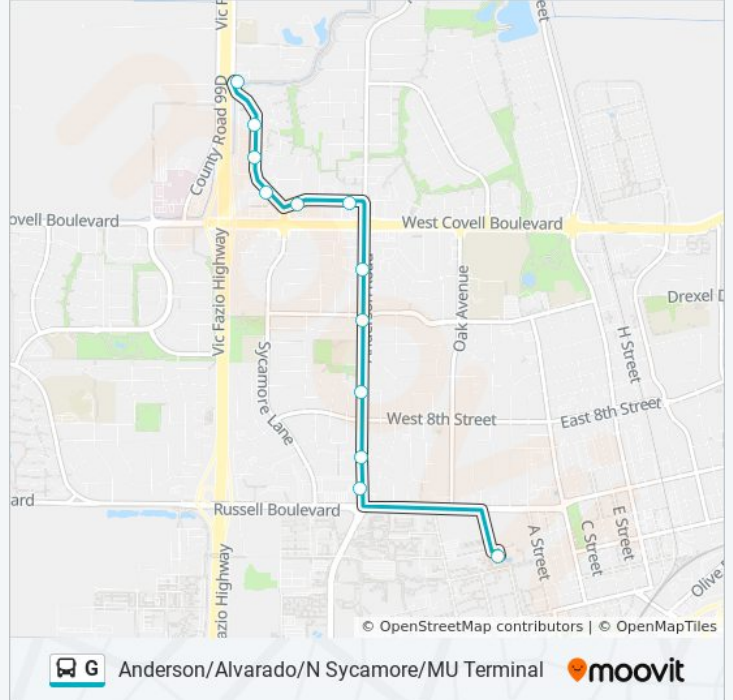 Vic F
et
County Road 99D
ovell Boulevard
West Covell Boulevard
Vic Fazio Highway
Oak Avenue
Drexel D
H Street
Sycamore Lane
West 8th Street
East 8th Street
ard
Russell Boulevard
A Street
C Street
E Street
azio Highway
Olive
© OpenStreetMap contributors | © OpenMapTiles
G Anderson/Alvarado/N Sycamore/MU Terminal
moovit